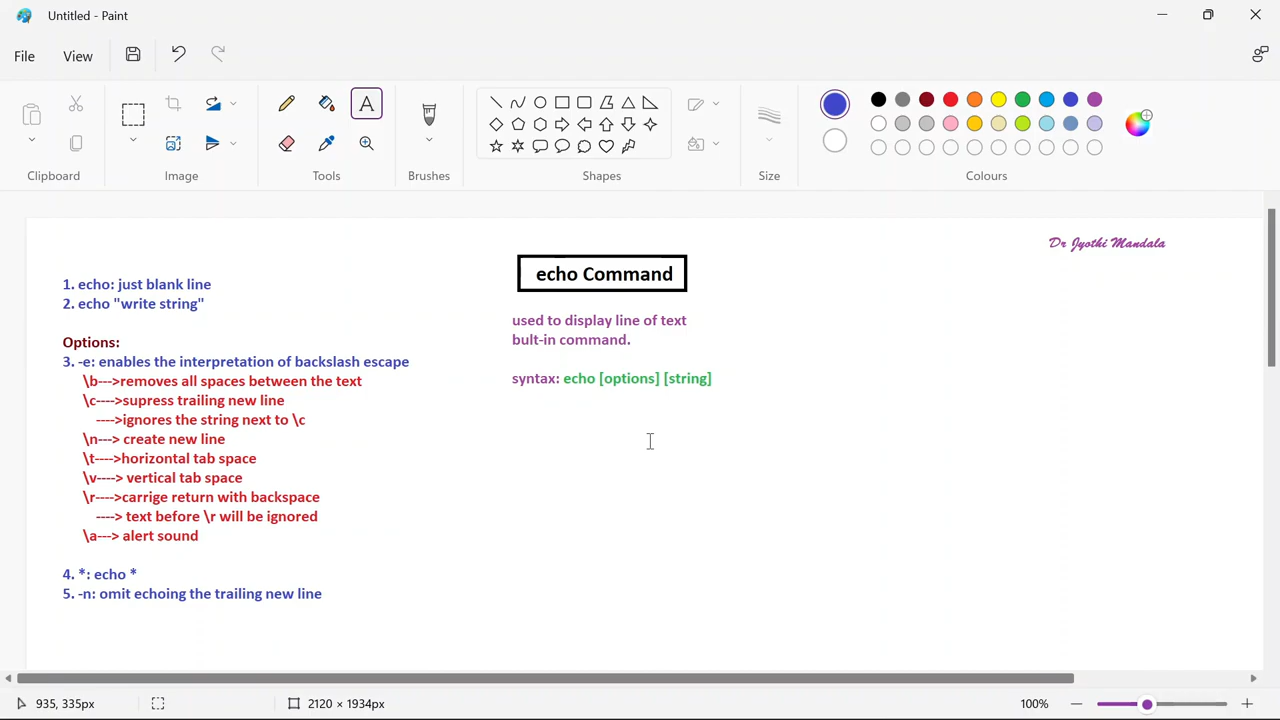 Untitled - Paint
File
View
Clipboard
Image
Tools
Brushes
Shapes
Size
Colours
Dr Jyothi Mandala
echo Command
1. echo: just blank line
2. echo "write string"
Options:
3. -e: enables the interpretation of backslash escape
\b--->removes all spaces between the text
\c---->supress trailing new line
---->ignores the string next to \c
\n---> create new line
\t---->horizontal tab space
\v----> vertical tab space
\r---->carrige return with backspace
----> text before \r will be ignored
\a---> alert sound
4. *: echo *
5. -n: omit echoing the trailing new line
used to display line of text
bult-in command.
syntax: echo [options] [string]
935, 335px
2120 × 1934px
100%